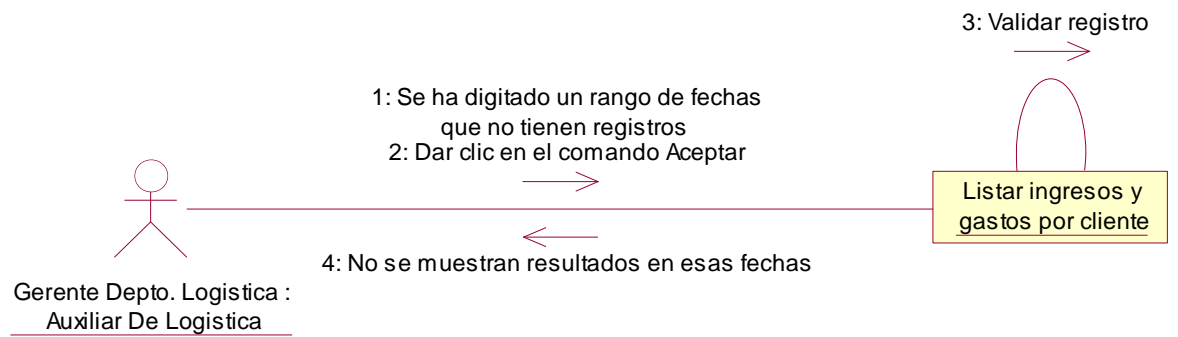 3: Validar registro
1: Se ha digitado un rango de fechas
que no tienen registros
2: Dar clic en el comando Aceptar
Listar ingresos y
gastos por cliente
4: No se muestran resultados en esas fechas
Gerente Depto. Logistica :
Auxiliar De Logistica